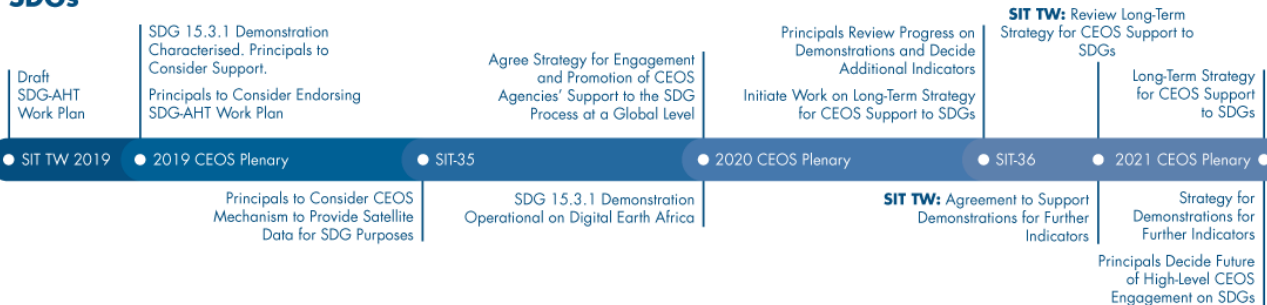 SDGs
SDG 15.3.1 Demonstration
Characterised. Principals to
Consider Support.
Principals to Consider Endorsing
SDG-AHT Work Plan
Draft
SDG-AHT
Work Plan
Agree Strategy for Engagement
and Promotion of CEOS
Agencies’ Support to the SDG
Process at a Global Level
Principals Review Progress on
Demonstrations and Decide
Additional Indicators
Initiate Work on Long-Term Strategy
for CEOS Support to SDGs
SIT TW: Review Long-Term
Strategy for CEOS Support to
SDGs
Long-Term Strategy
for CEOS Support
to SDGs
SIT TW 2019
2019 CEOS Plenary
SIT-35
2020 CEOS Plenary
SIT-36
2021 CEOS Plenary
Principals to Consider CEOS
Mechanism to Provide Satellite
Data for SDG Purposes
SDG 15.3.1 Demonstration
Operational on Digital Earth Africa
SIT TW: Agreement to Support
Demonstrations for Further
Indicators
Strategy for
Demonstrations for
Further Indicators
Principals Decide Future
of High-Level CEOS
Engagement on SDGs